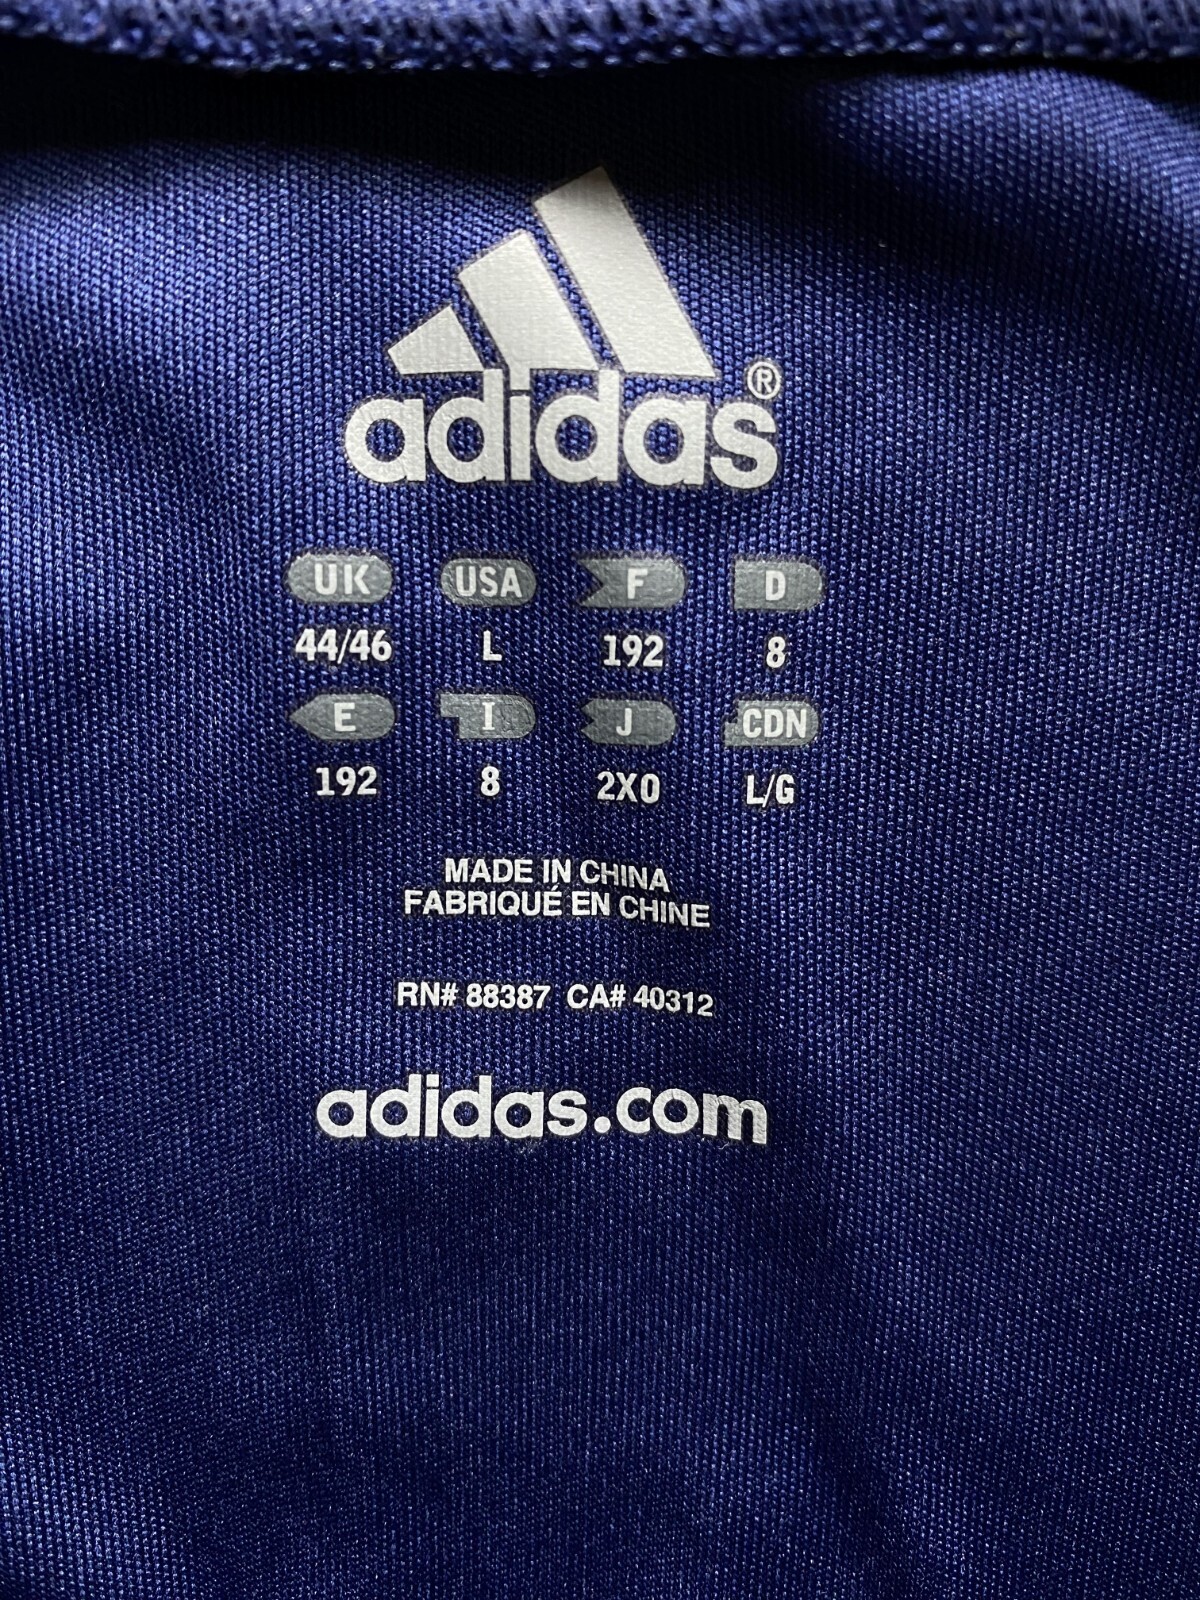 adidas®
UK USA F D
44/46 L 192 8
E I J CDN
192 8 2XO L/G
MADE IN CHINA
FABRIQUÉ EN CHINE
RN# 88387 CA# 40312
adidas.com